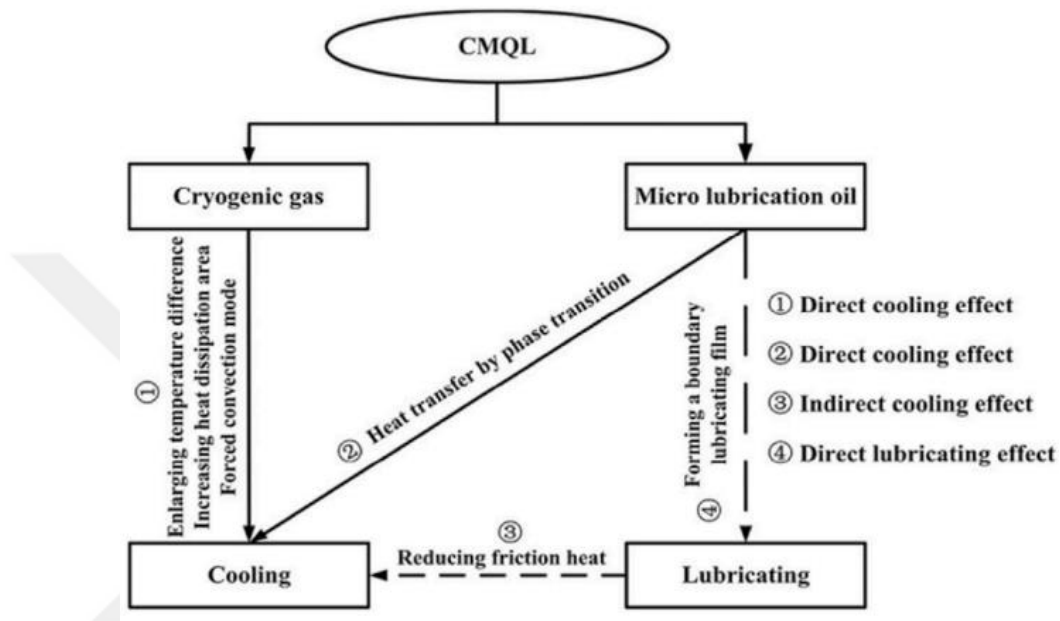 CMQL
Cryogenic gas
Micro lubrication oil
①
Enlarging temperature difference
Increasing heat dissipation area
Forced convection mode
② Heat transfer by phase transition
④
Forming a boundary
lubricating film
① Direct cooling effect
② Direct cooling effect
③ Indirect cooling effect
④ Direct lubricating effect
③
Reducing friction heat
Cooling
Lubricating